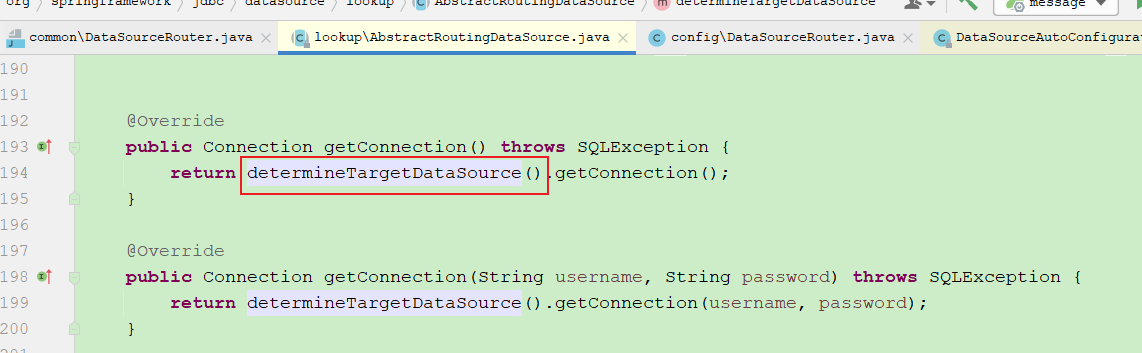 org springframework jdbc datasource lookup AbstractRoutingDataSource determineTargetDataSource message
common\DataSourceRouter.java lookup\AbstractRoutingDataSource.java config\DataSourceRouter.java DataSourceAutoConfigura
190
191
192 @Override
193 public Connection getConnection() throws SQLException {
194 return determineTargetDataSource().getConnection();
195 }
196
197 @Override
198 public Connection getConnection(String username, String password) throws SQLException {
199 return determineTargetDataSource().getConnection(username, password);
200 }